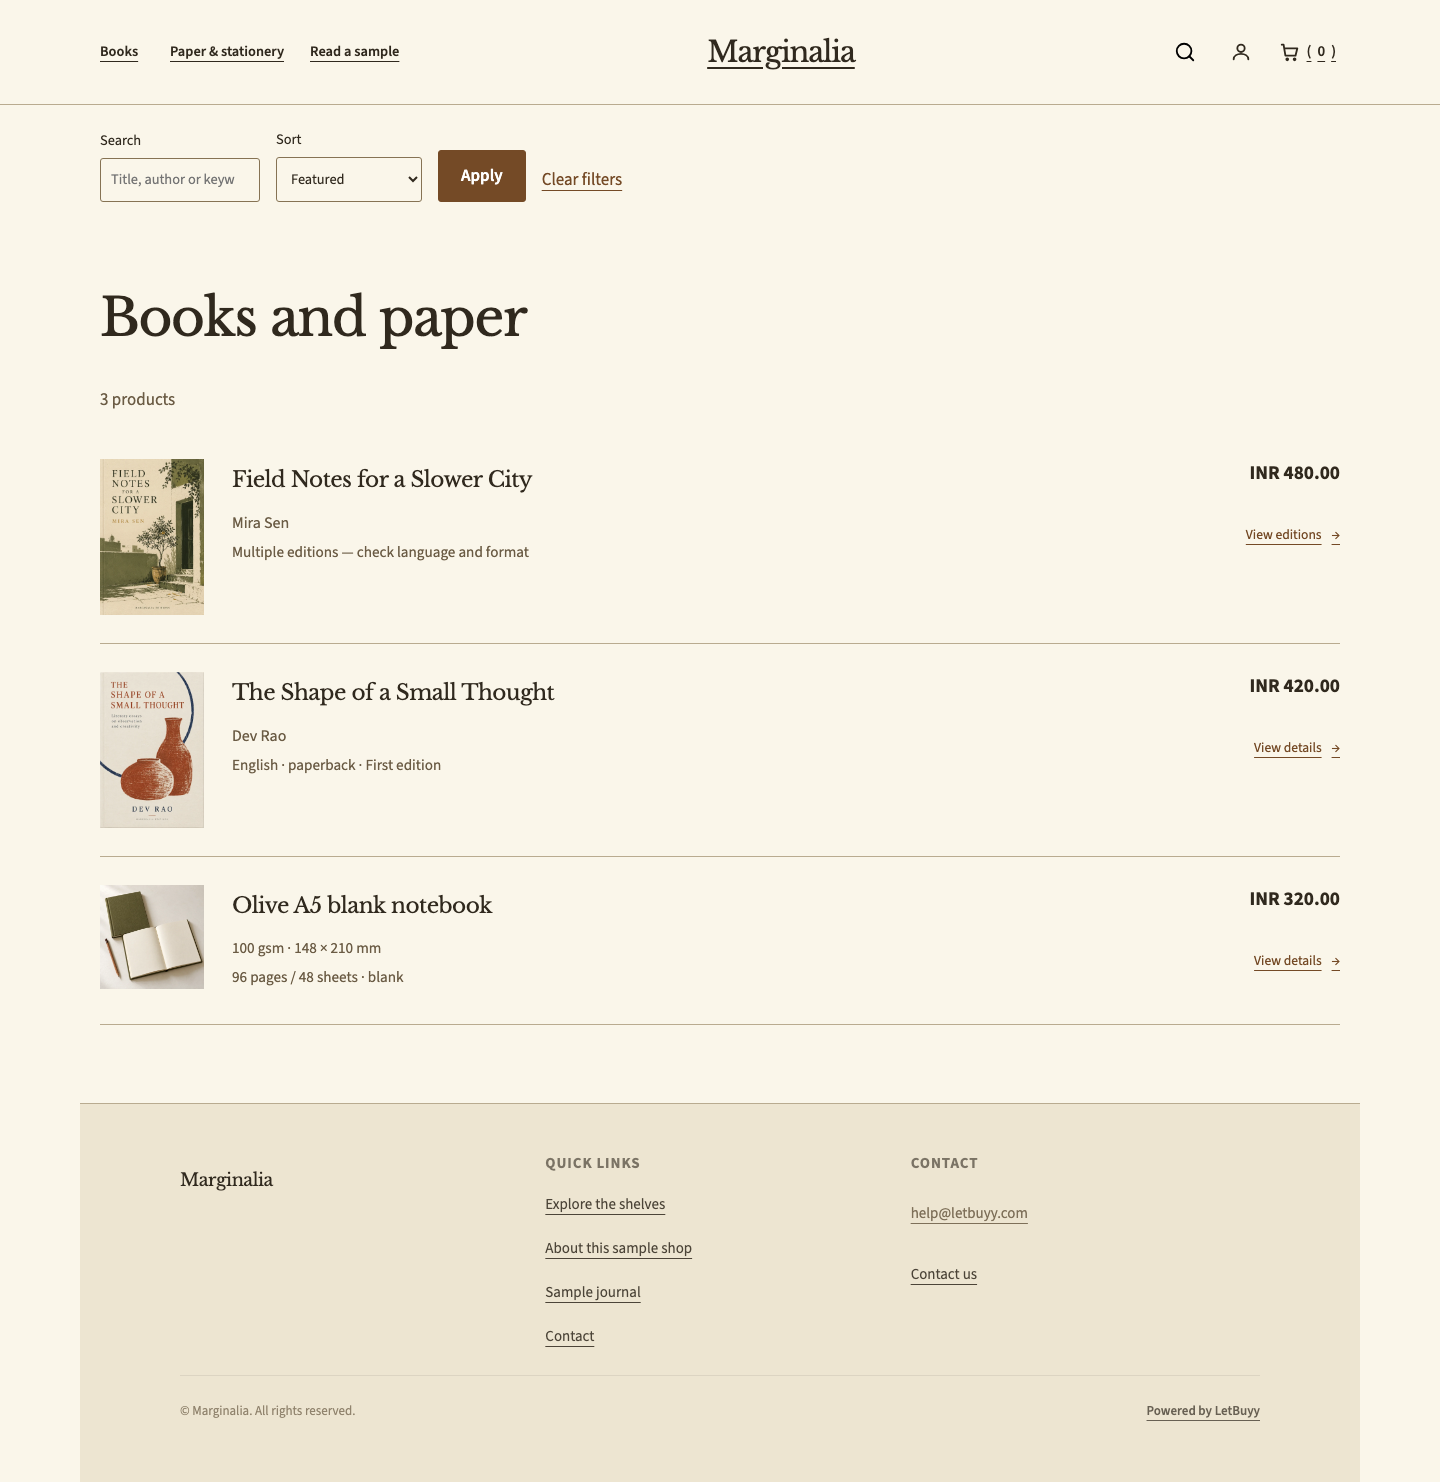 Books
Paper & stationery
Read a sample
Marginalia
( 0 )
Search
Sort
Title, author or keyw
Featured
Apply
Clear filters
Books and paper
3 products
FIELD
NOTES
FOR A
SLOWER
CITY
MIRA SEN
Field Notes for a Slower City
Mira Sen
Multiple editions — check language and format
INR 480.00
View editions →
THE
SHAPE OF A
SMALL THOUGHT
DEV RAO
The Shape of a Small Thought
Dev Rao
English · paperback · First edition
INR 420.00
View details →
Olive A5 blank notebook
100 gsm · 148 × 210 mm
96 pages / 48 sheets · blank
INR 320.00
View details →
Marginalia
QUICK LINKS
Explore the shelves
About this sample shop
Sample journal
Contact
CONTACT
help@letbuyy.com
Contact us
© Marginalia. All rights reserved.
Powered by LetBuyy